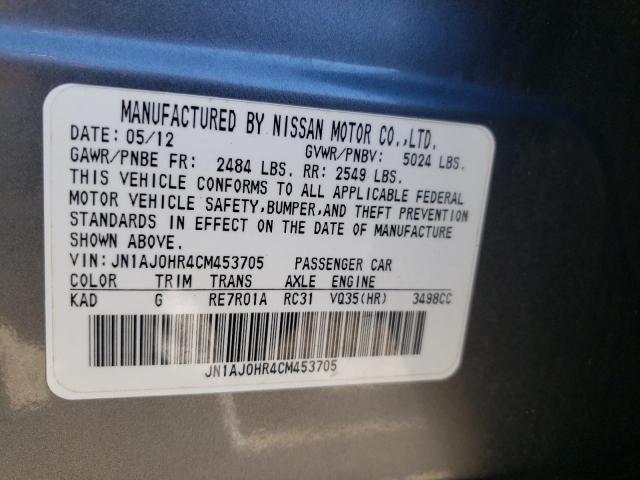 MANUFACTURED BY NISSAN MOTOR CO.,LTD.
DATE: 05/12 GVWR/PNBV: 5024 LBS.
GAWR/PNBE FR: 2484 LBS. RR: 2549 LBS.
THIS VEHICLE CONFORMS TO ALL APPLICABLE FEDERAL
MOTOR VEHICLE SAFETY,BUMPER,AND THEFT PREVENTION
STANDARDS IN EFFECT ON THE DATE OF MANUFACTURE
SHOWN ABOVE.
VIN: JN1AJ0HR4CM453705 PASSENGER CAR
COLOR TRIM TRANS AXLE ENGINE
KAD G RE7R01A RC31 VQ35(HR) 3498CC
JN1AJ0HR4CM453705